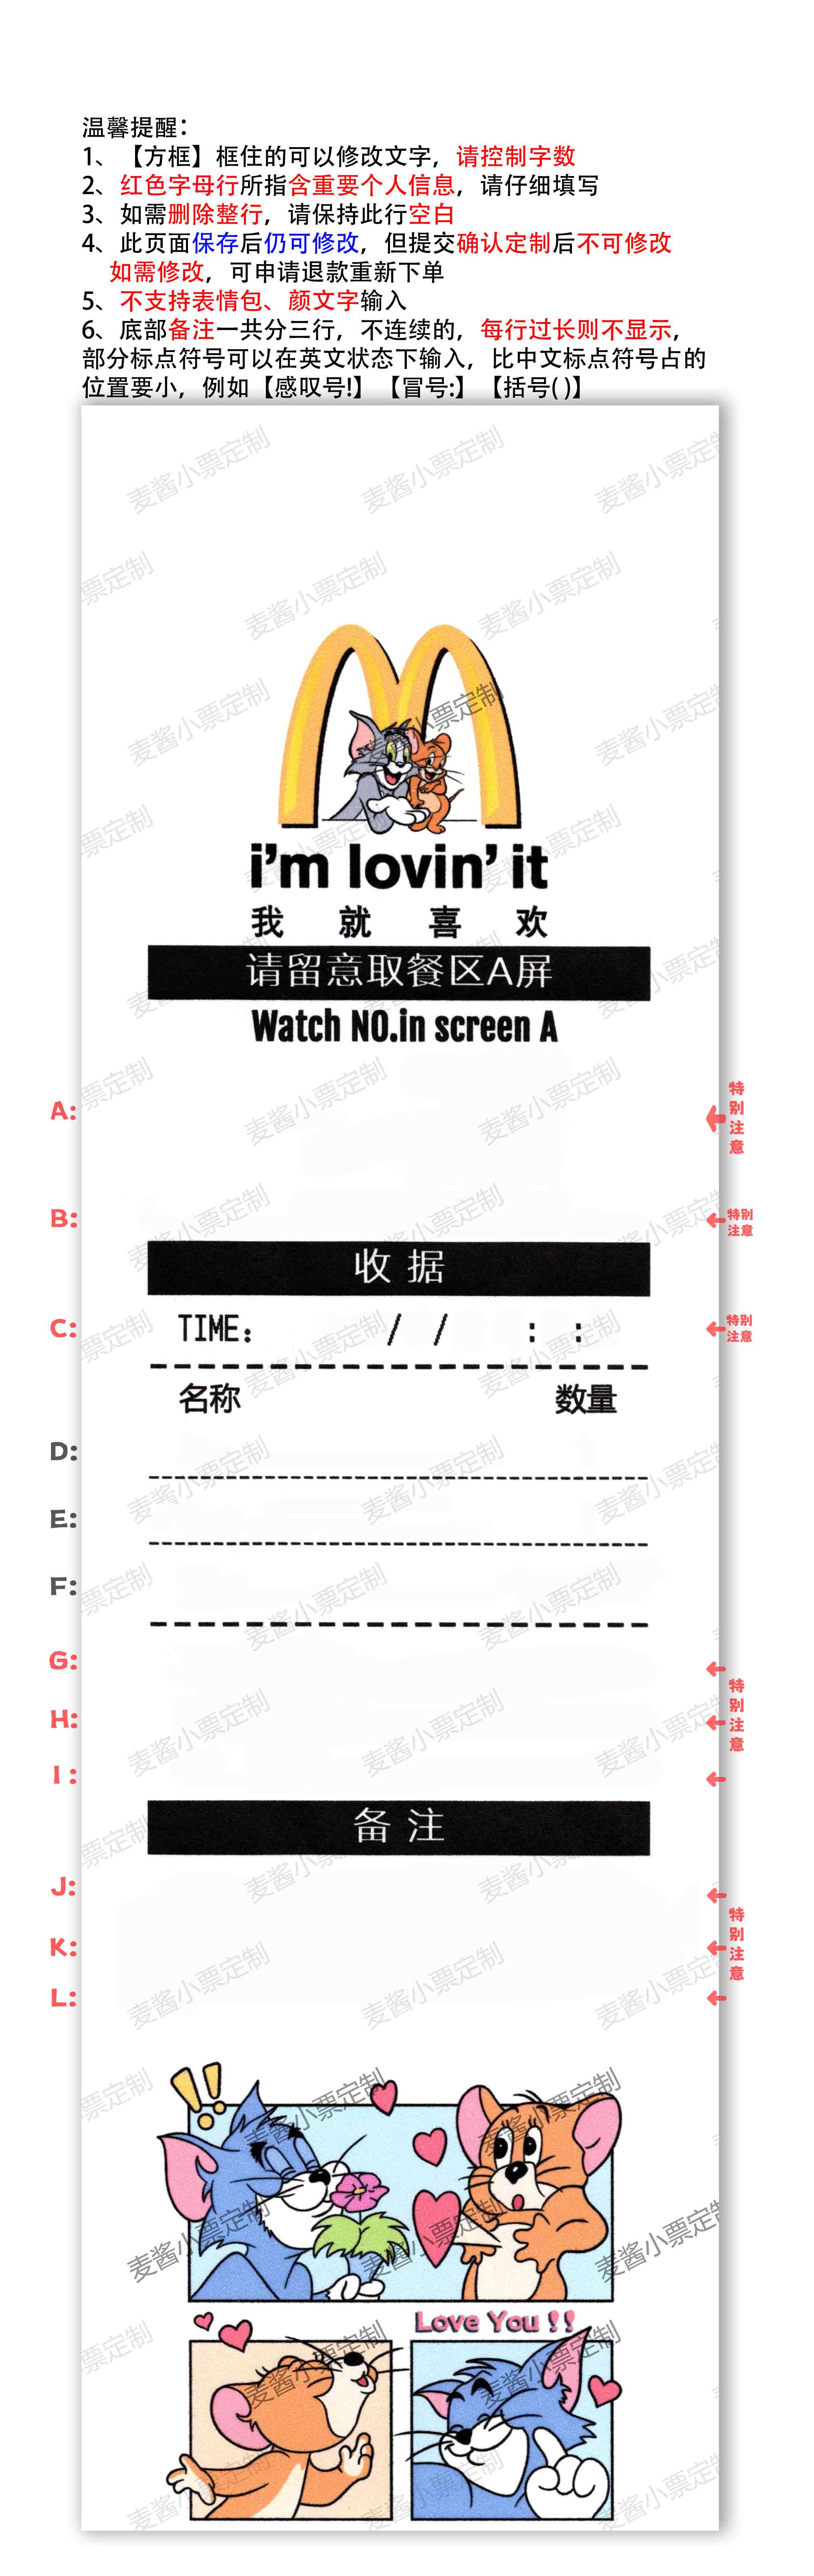 温馨提醒：
1、【方框】框住的可以修改文字，请控制字数
2、红色字母行所指含重要个人信息，请仔细填写
3、如需删除整行，请保持此行空白
4、此页面保存后仍可修改，但提交确认定制后不可修改
如需修改，可申请退款重新下单
5、不支持表情包、颜文字输入
6、底部备注一共分三行，不连续的，每行过长则不显示，
部分标点符号可以在英文状态下输入，比中文标点符号占的
位置要小，例如【感叹号!】【冒号:】【括号( )】
麦酱小票定制
i'm lovin' it
我就喜欢
请留意取餐区A屏
Watch NO.in screen A
A: 特别注意
B: 特别注意
收 据
C: TIME: / / : : 特别注意
名称 数量
D:
E:
F:
G:
H: 特别注意
I:
备 注
J:
K: 特别注意
L:
Love You !!